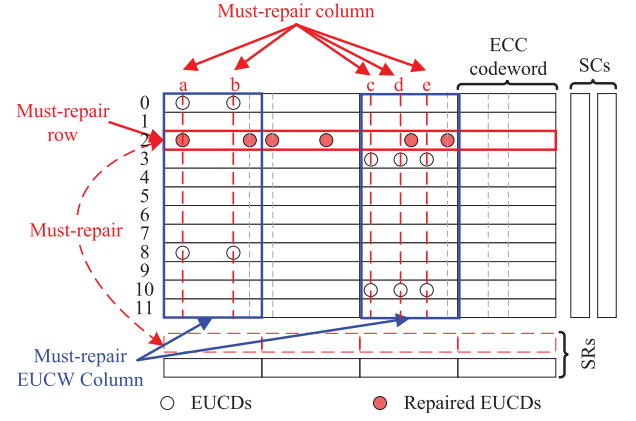 Must-repair column
ECC
codeword
SCs
a
b
c
d
e
Must-repair
row
0
1
2
3
4
5
6
7
8
9
10
11
Must-repair
Must-repair
EUCW Column
SRs
EUCDs
Repaired EUCDs